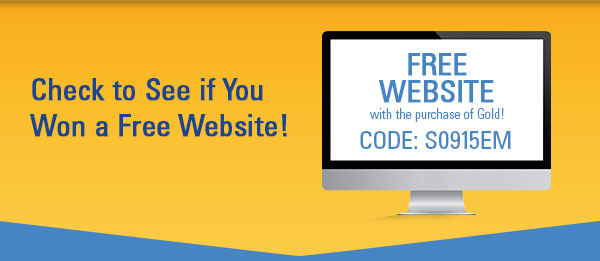 Check to See if You
Won a Free Website!
FREE
WEBSITE
with the purchase of Gold!
CODE: S0915EM